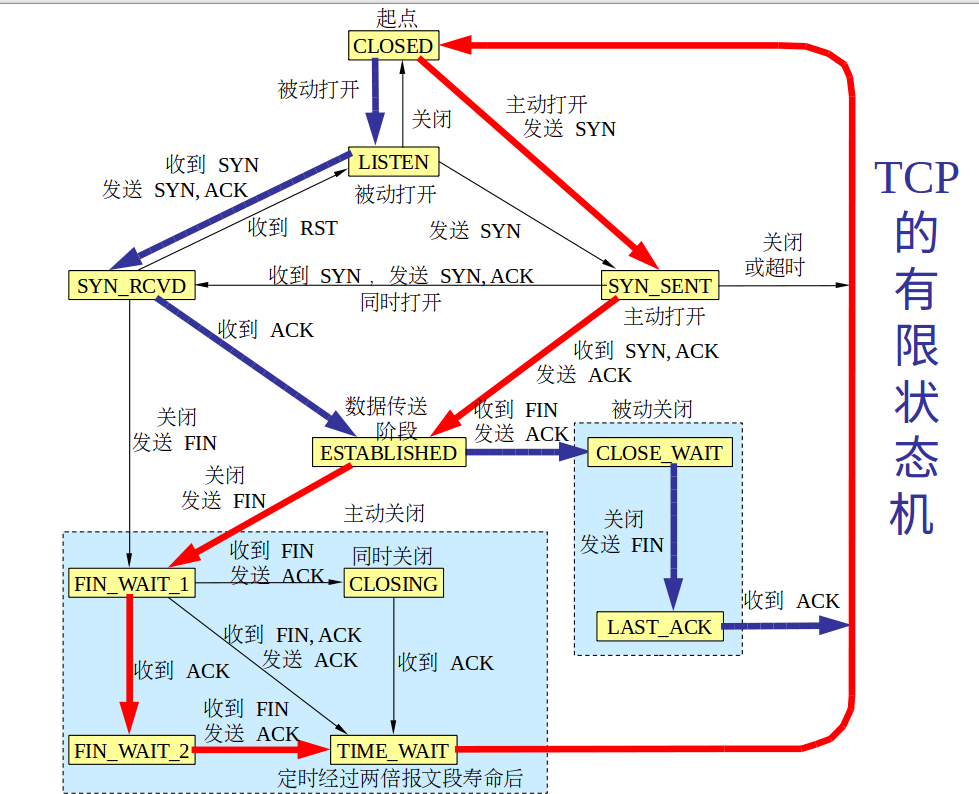 起点
CLOSED
被动打开
关闭
主动打开
发送 SYN
收到 SYN
发送 SYN, ACK
LISTEN
被动打开
收到 RST
发送 SYN
关闭
或超时
SYN_RCVD
收到 SYN，发送 SYN, ACK
同时打开
SYN_SENT
主动打开
收到 ACK
收到 SYN, ACK
发送 ACK
数据传送
阶段
ESTABLISHED
收到 FIN
发送 ACK
被动关闭
CLOSE_WAIT
关闭
发送 FIN
关闭
发送 FIN
关闭
发送 FIN
主动关闭
FIN_WAIT_1
收到 FIN
发送 ACK
同时关闭
CLOSING
LAST_ACK
收到 ACK
收到 FIN, ACK
发送 ACK
收到 ACK
收到 ACK
收到 FIN
发送 ACK
FIN_WAIT_2
TIME_WAIT
定时经过两倍报文段寿命后
TCP
的
有
限
状
态
机